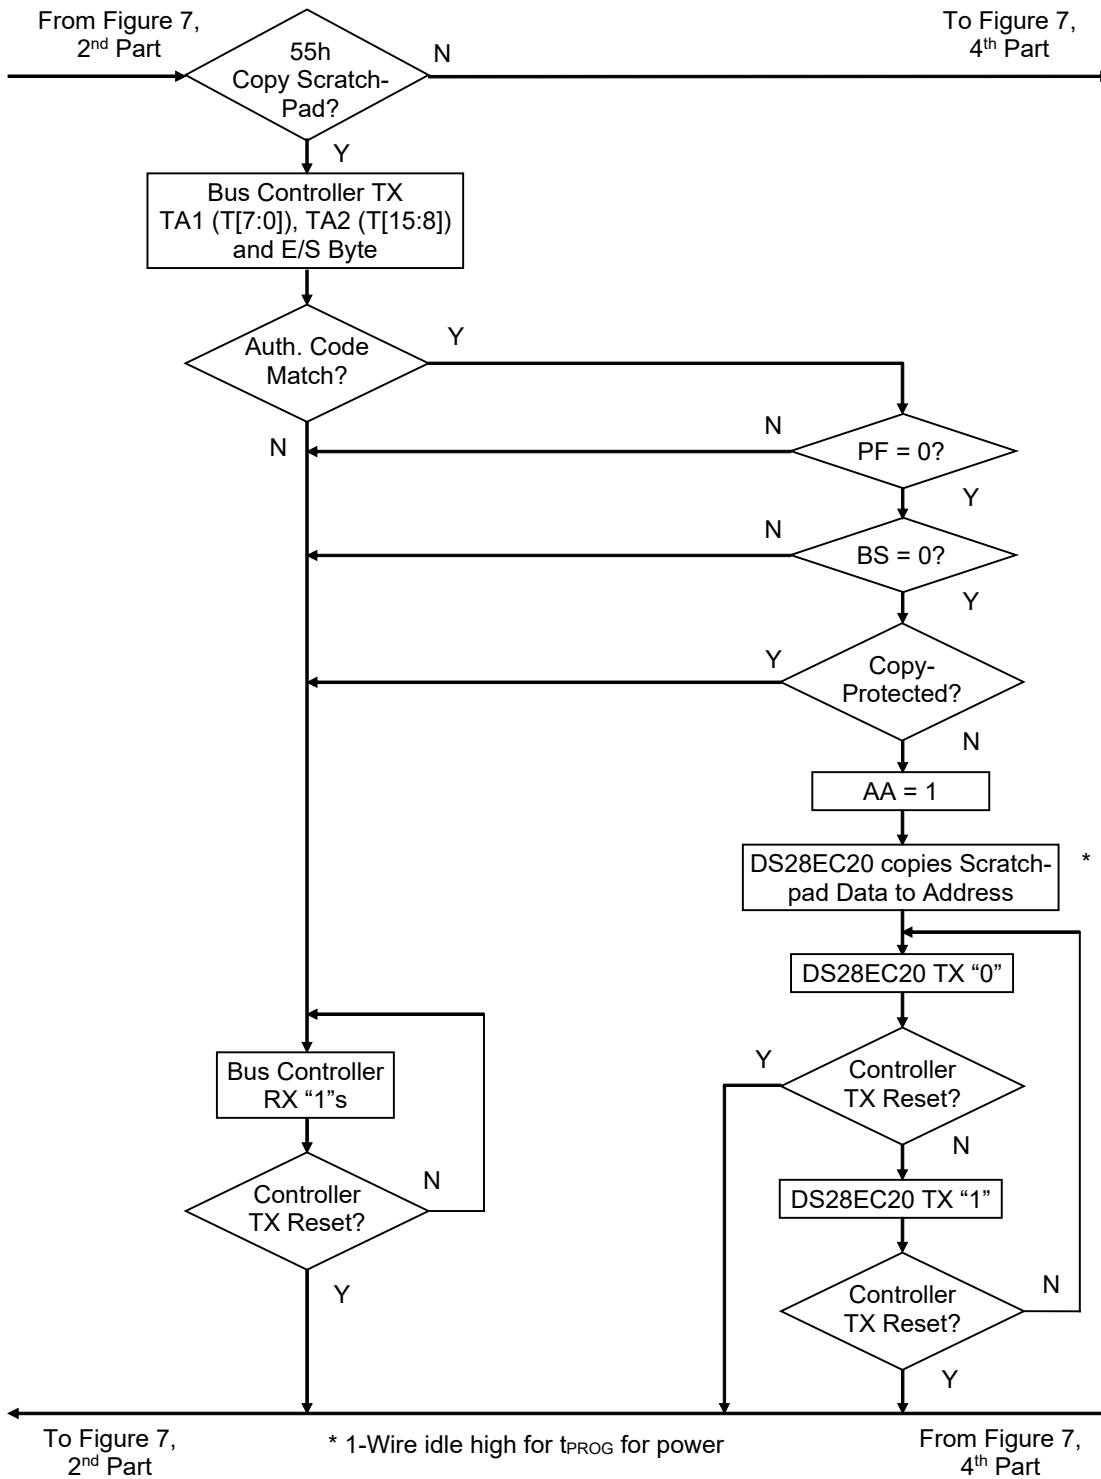 From Figure 7,
2nd Part
To Figure 7,
4th Part
55h
Copy Scratch-
Pad?
N
Y
Bus Controller TX
TA1 (T[7:0]), TA2 (T[15:8])
and E/S Byte
Auth. Code
Match?
Y
N
PF = 0?
N
Y
BS = 0?
N
Y
Copy-
Protected?
Y
N
AA = 1
DS28EC20 copies Scratch-
pad Data to Address
*
DS28EC20 TX “0”
Controller
TX Reset?
Y
N
DS28EC20 TX “1”
Controller
TX Reset?
N
Y
Bus Controller
RX “1”s
Controller
TX Reset?
N
Y
To Figure 7,
2nd Part
* 1-Wire idle high for tPROG for power
From Figure 7,
4th Part